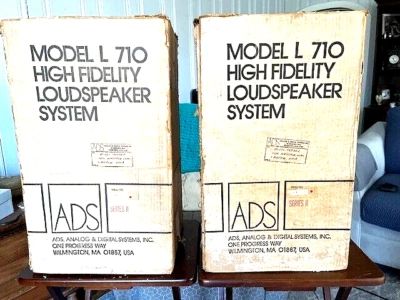 MODEL L 710
HIGH FIDELITY
LOUDSPEAKER
SYSTEM
ADS
SERIES II
ADS, ANALOG & DIGITAL SYSTEMS, INC.
ONE PROGRESS WAY
WILMINGTON, MA 01887, USA
MODEL L 710
HIGH FIDELITY
LOUDSPEAKER
SYSTEM
ADS
SERIES II
ADS, ANALOG & DIGITAL SYSTEMS, INC.
ONE PROGRESS WAY
WILMINGTON, MA 01887, USA